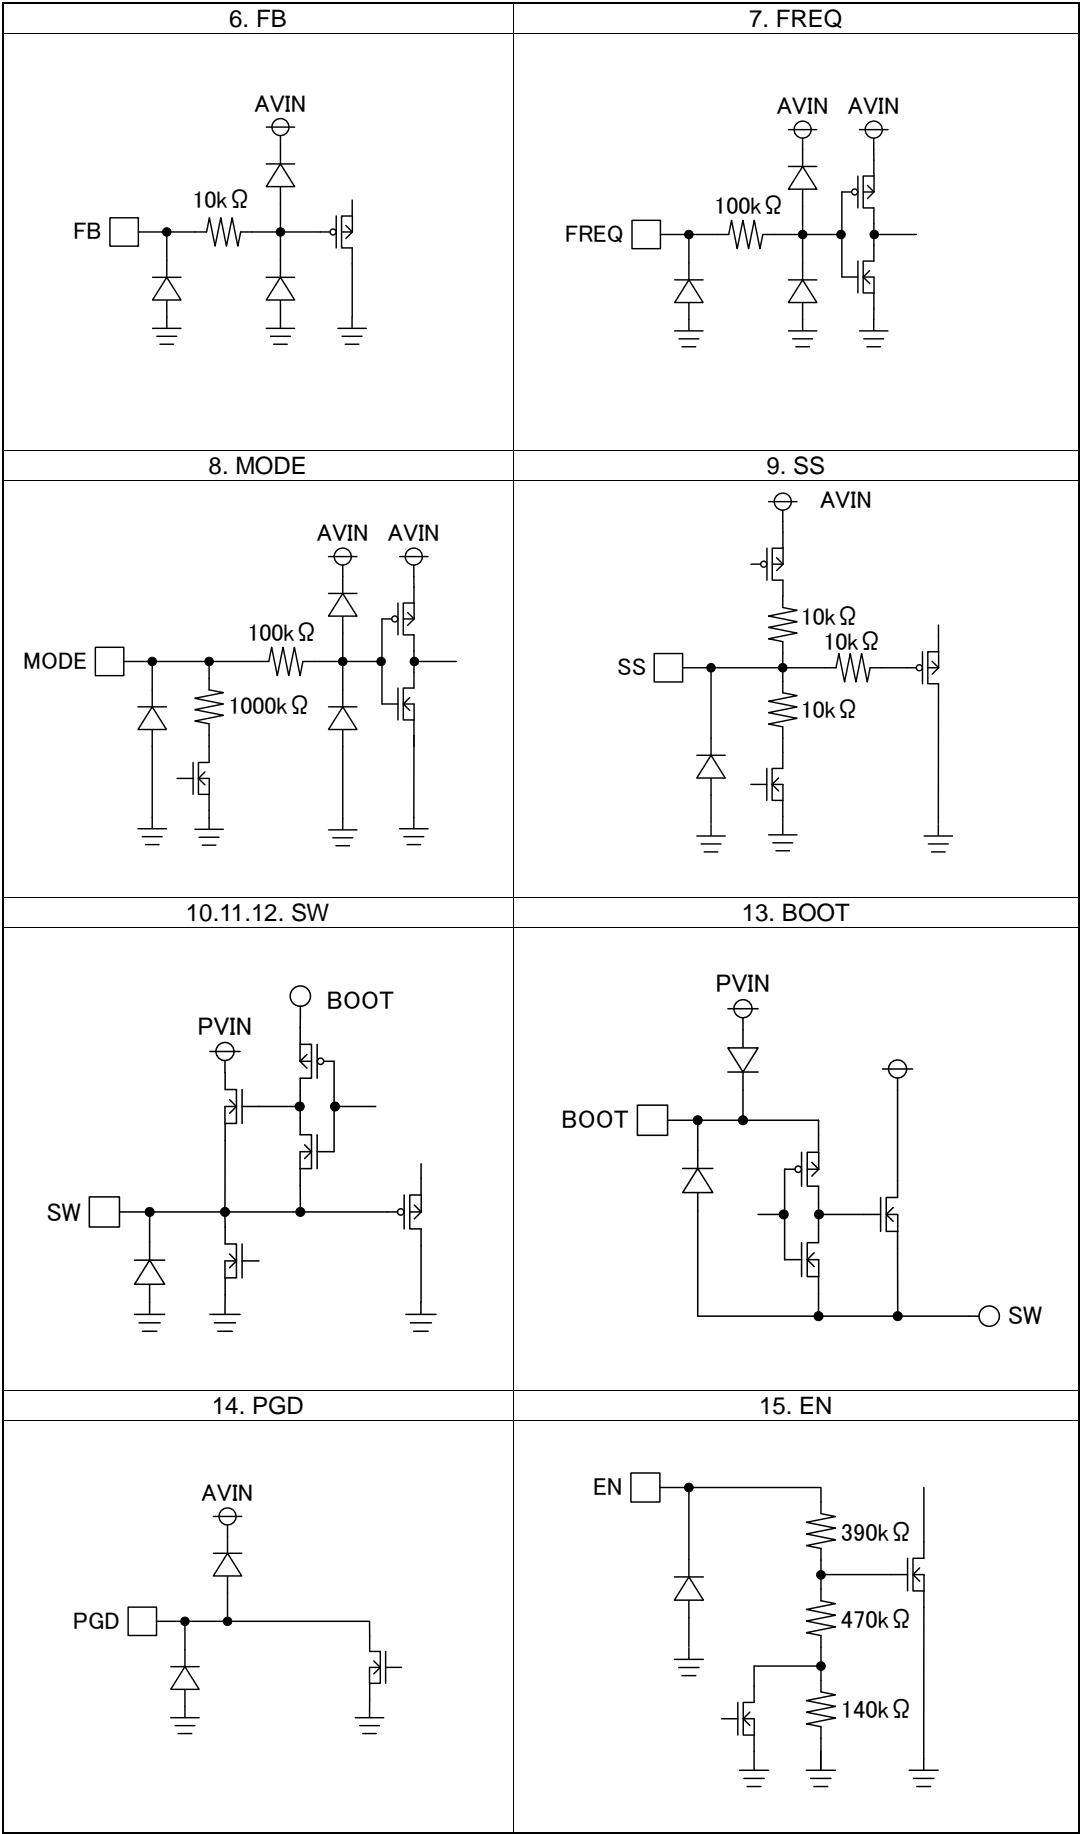 6. FB
7. FREQ
AVIN
10kΩ
FB
AVIN AVIN
100kΩ
FREQ
8. MODE
9. SS
AVIN AVIN
100kΩ
MODE
1000kΩ
AVIN
10kΩ
10kΩ
SS
10kΩ
10.11.12. SW
13. BOOT
BOOT
PVIN
SW
PVIN
BOOT
SW
14. PGD
15. EN
AVIN
PGD
EN
390kΩ
470kΩ
140kΩ